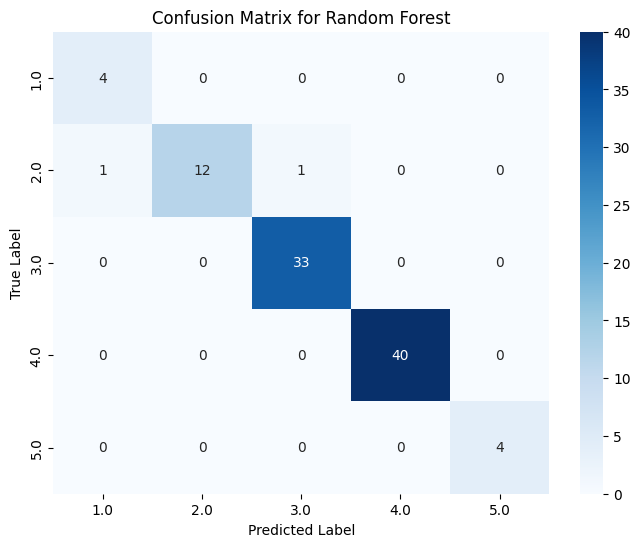 Confusion Matrix for Random Forest
True Label
1.0 4 0 0 0 0
2.0 1 12 1 0 0
3.0 0 0 33 0 0
4.0 0 0 0 40 0
5.0 0 0 0 0 4
1.0 2.0 3.0 4.0 5.0
Predicted Label
40
35
30
25
20
15
10
5
0